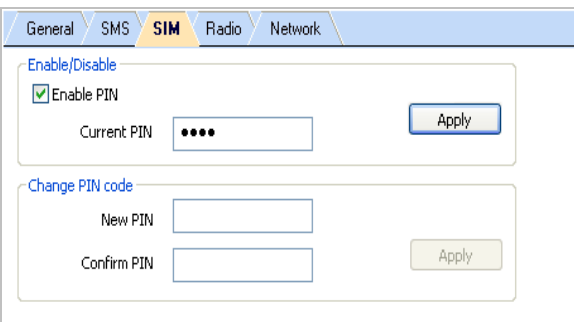 General SMS SIM Radio Network
Enable/Disable
Enable PIN
Current PIN ●●●● Apply
Change PIN code
New PIN
Confirm PIN Apply